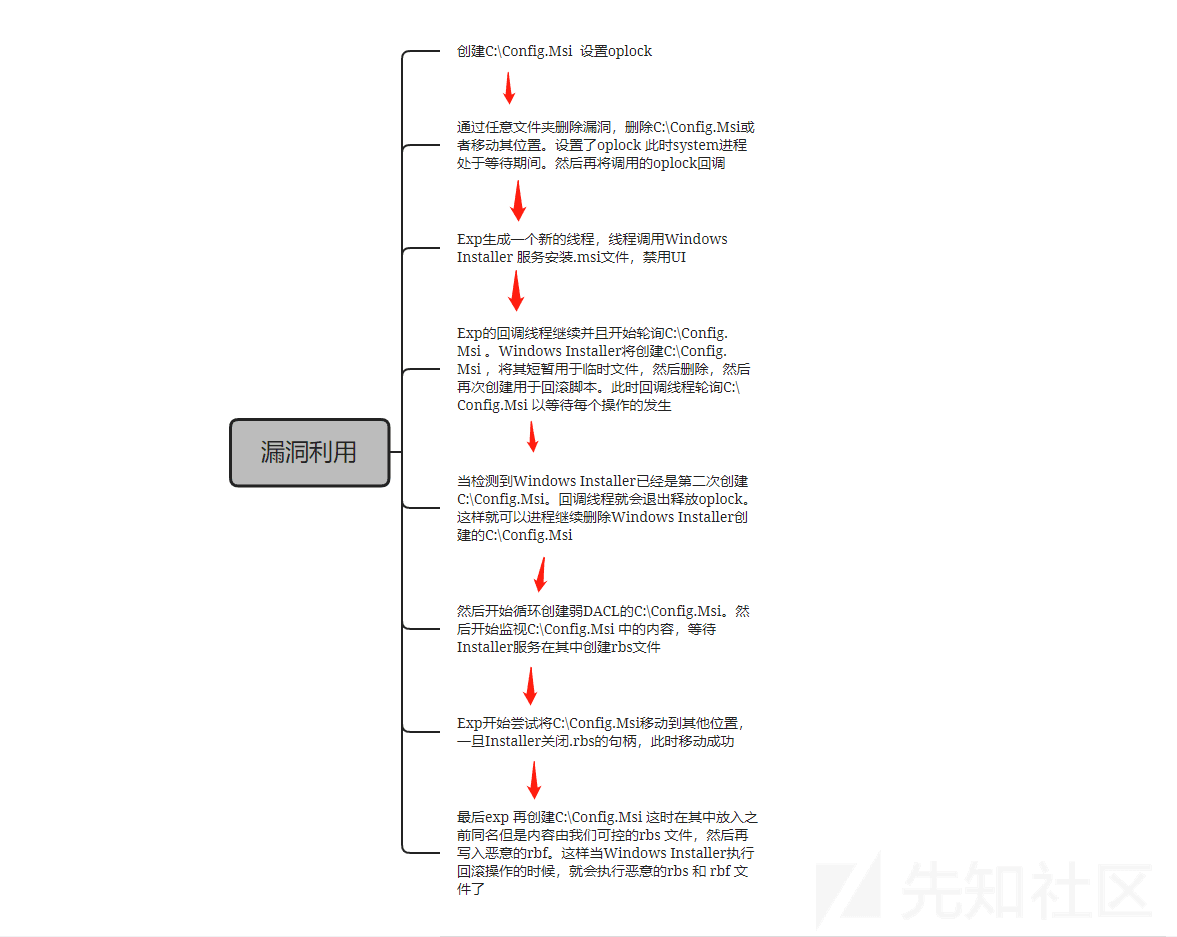 创建C:\Config.Msi 设置oplock
通过任意文件夹删除漏洞，删除C:\Config.Msi或
者移动其位置。设置了oplock 此时system进程
处于等待期间。然后再将调用的oplock回调
Exp生成一个新的线程，线程调用Windows
Installer 服务安装.msi文件，禁用UI
Exp的回调线程继续并且开始轮询C:\Config.
Msi 。Windows Installer将创建C:\Config.
Msi ，将其短暂用于临时文件，然后删除，然后
再次创建用于回滚脚本。此时回调线程轮询C:\
Config.Msi 以等待每个操作的发生
漏洞利用
当检测到Windows Installer已经是第二次创建
C:\Config.Msi。回调线程就会退出释放oplock。
这样就可以进程继续删除Windows Installer创
建的C:\Config.Msi
然后开始循环创建弱DACL的C:\Config.Msi。然
后开始监视C:\Config.Msi 中的内容，等待
Installer服务在其中创建rbs文件
Exp开始尝试将C:\Config.Msi移动到其他位置，
一旦Installer关闭.rbs的句柄，此时移动成功
最后exp 再创建C:\Config.Msi 这时在其中放入之
前同名但是内容由我们可控的rbs 文件，然后再
写入恶意的rbf。这样当Windows Installer执行
回滚操作的时候，就会执行恶意的rbs 和 rbf 文
件了
先知社区